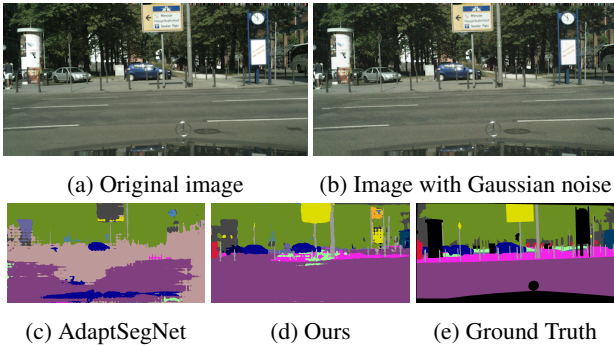 (a) Original image
(b) Image with Gaussian noise
(c) AdaptSegNet
(d) Ours
(e) Ground Truth